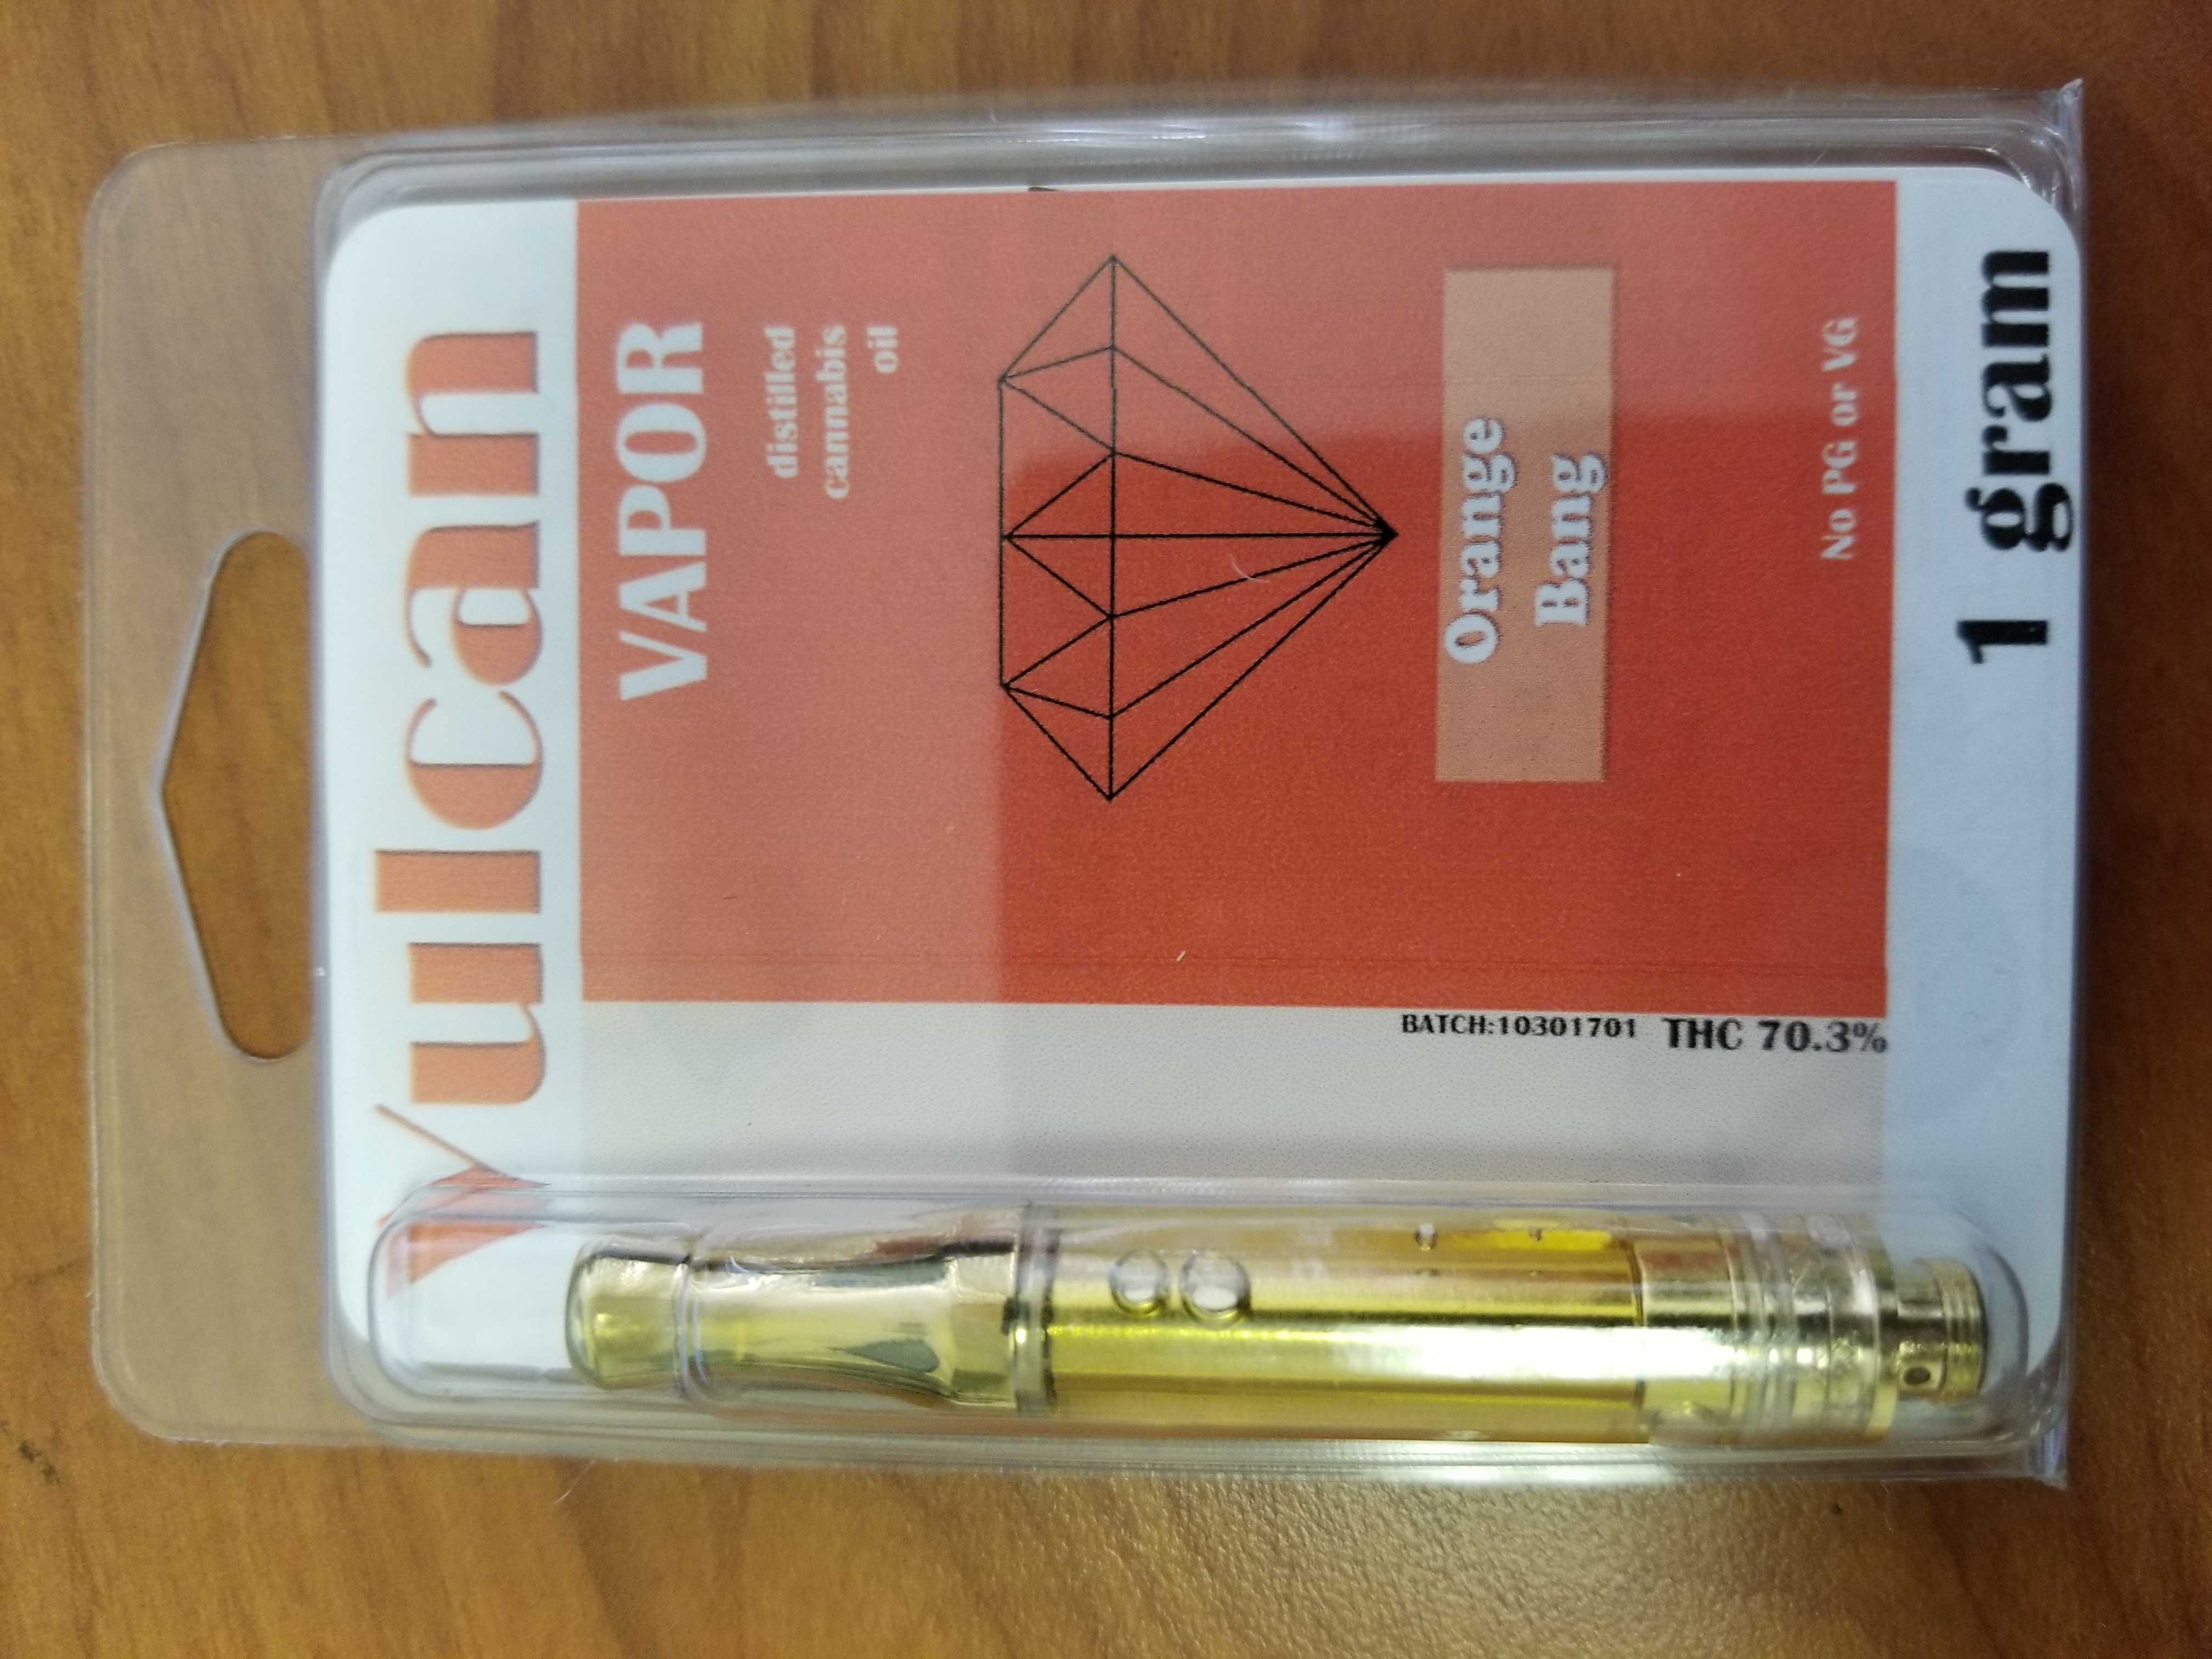 Vulcan
VAPOR
distilled
cannabis
oil
Orange
Bang
No PG or VG
BATCH:10301701
THC 70.3%
1 gram